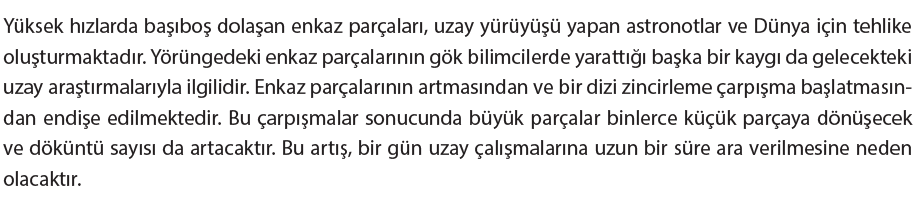 Yüksek hızlarda başıboş dolaşan enkaz parçaları, uzay yürüyüşü yapan astronotlar ve Dünya için tehlike
oluşturmaktadır. Yörüngedeki enkaz parçalarının gök bilimcilerde yarattığı başka bir kaygı da gelecekteki
uzay araştırmalarıyla ilgilidir. Enkaz parçalarının artmasından ve bir dizi zincirleme çarpışma başlatmasın-
dan endişe edilmektedir. Bu çarpışmalar sonucunda büyük parçalar binlerce küçük parçaya dönüşecek
ve döküntü sayısı da artacaktır. Bu artış, bir gün uzay çalışmalarına uzun bir süre ara verilmesine neden
olacaktır.